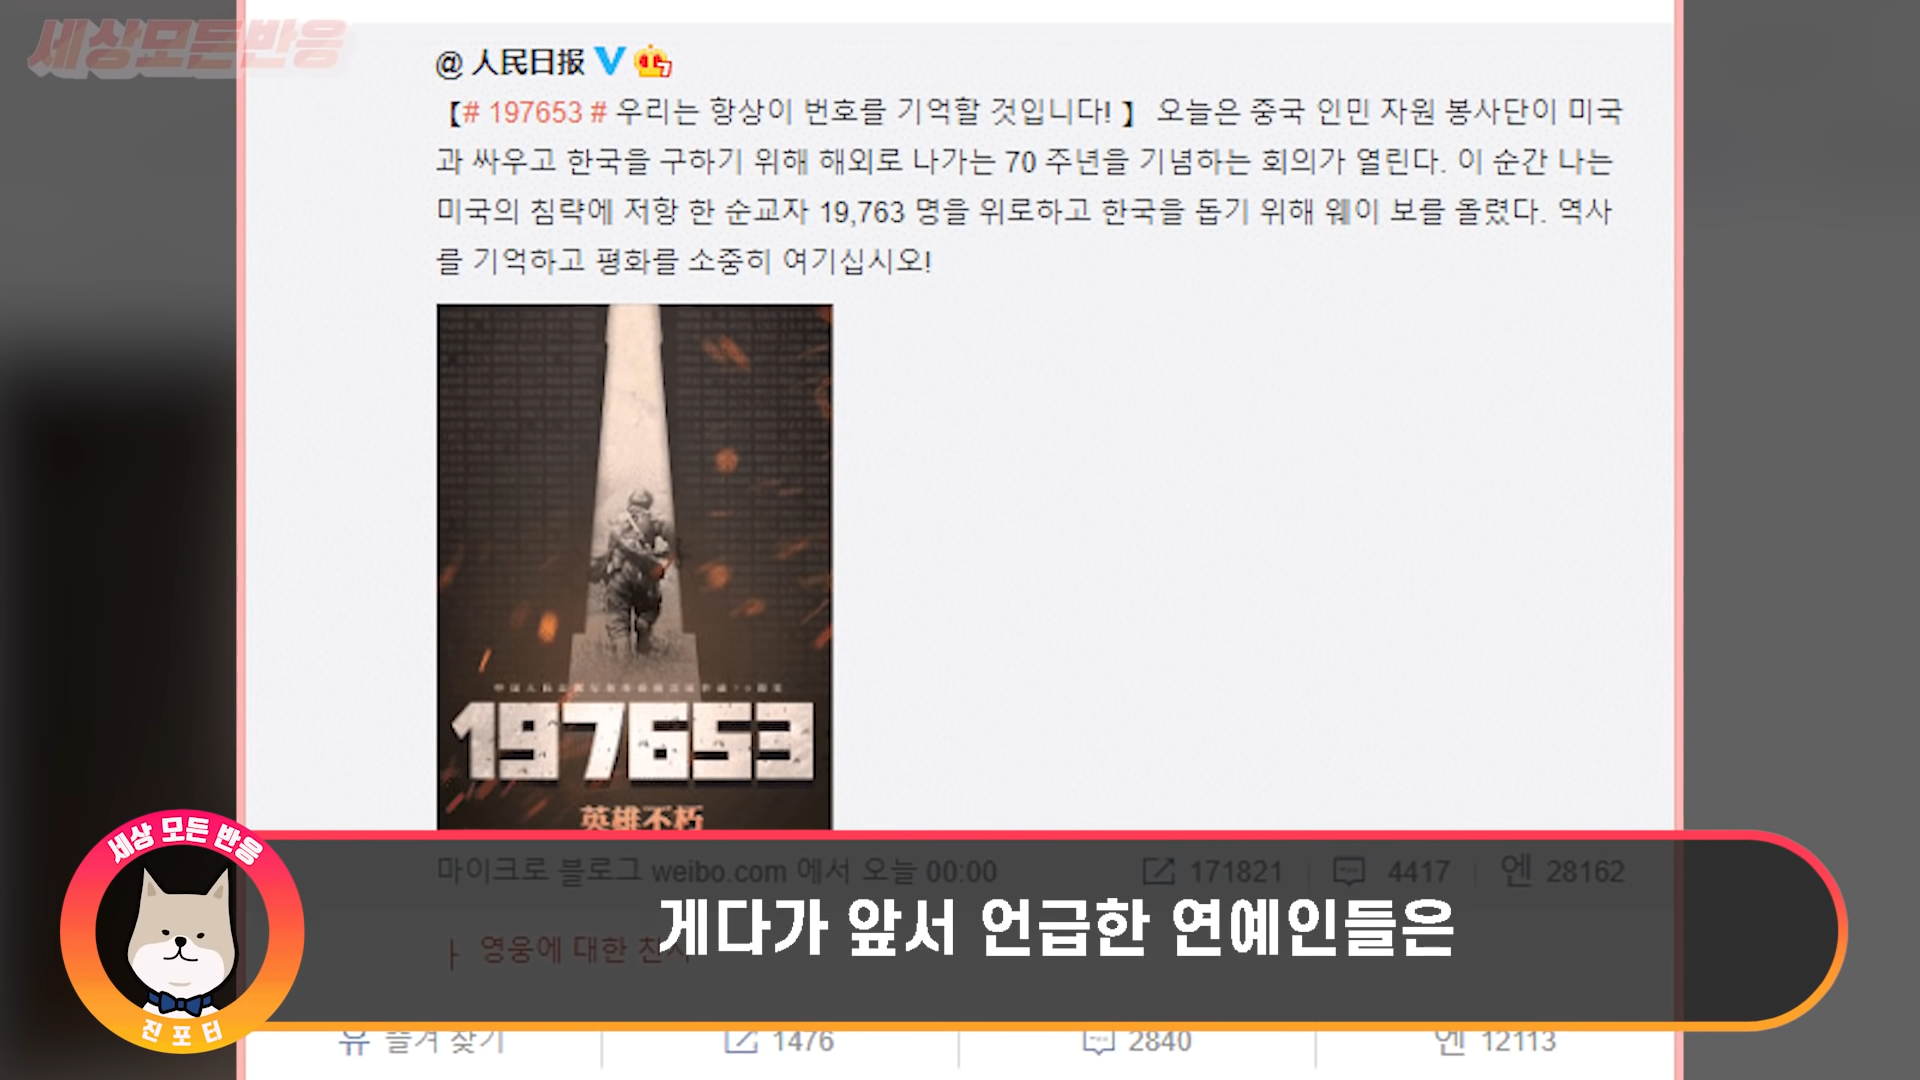 세상모든반응
@ 人民日报
【# 197653 # 우리는 항상이 번호를 기억할 것입니다! 】 오늘은 중국 인민 자원 봉사단이 미국
과 싸우고 한국을 구하기 위해 해외로 나가는 70 주년을 기념하는 회의가 열린다. 이 순간 나는
미국의 침략에 저항 한 순교자 19,763 명을 위로하고 한국을 돕기 위해 웨이 보를 올렸다. 역사
를 기억하고 평화를 소중히 여기십시오!
197653
英雄不朽
마이크로 블로그 weibo.com 에서 오늘 00:00 171821 4417 엔 28162
ㅏ 영웅에 대한 찬사
게다가 앞서 언급한 연예인들은
세상 모든 반응
진포터
유 즐겨 찾기 1476 2840 엔 12113